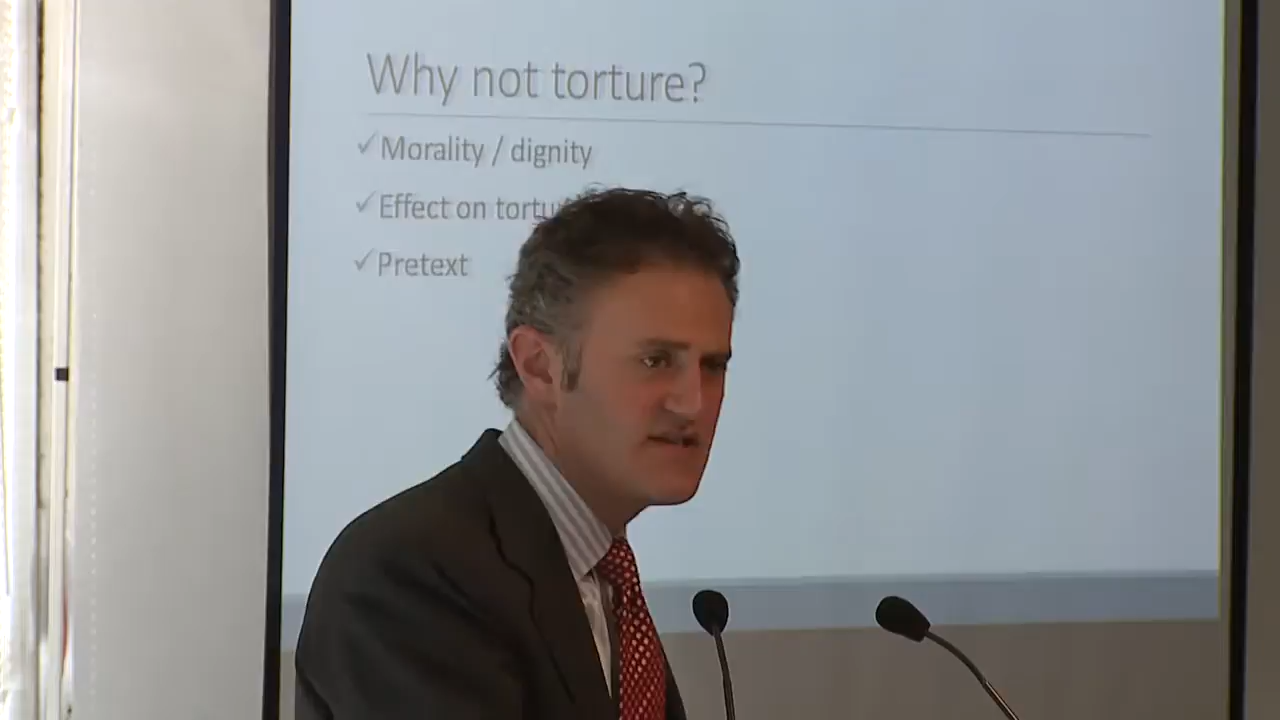 Why not torture?
✓Morality / dignity
✓Effect on
✓Pretext